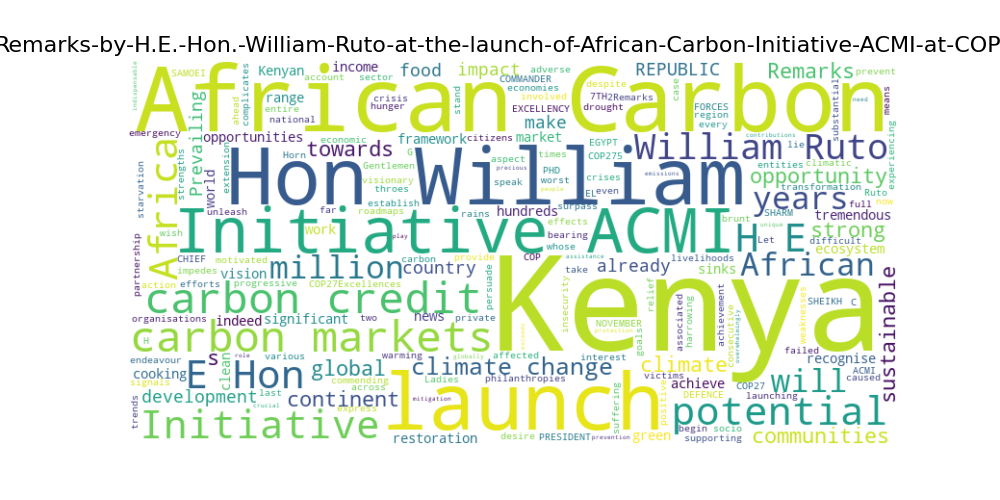 Remarks-by-H.E.-Hon.-William-Ruto-at-the-launch-of-African-Carbon-Initiative-ACMI-at-COP
African Carbon
Hon William
Kenya
Initiative ACMI
launch
William Ruto
carbon credit
carbon markets
E Hon
H E
Africa
African
Initiative
potential
million
years
climate change
opportunity
strong
will
climate
communities
sustainable
global
continent
country
already
towards
development
REPUBLIC
Remarks
impact
food
income
Kenyan
range
opportunities
Prevailing
world
vision
significant
indeed
s
cooking
clean
restoration
framework
market
make
hundreds
work
news
sinks
ecosystem
tremendous
recognise
achieve
green
positive
SAMOEI
indispensable
complicates
account
sector
adverse
COMMANDER
economies
stand
despite
involved
7TH
2Remarks
case
FORCES
region
every
prevent
substantial
need
means
contributions
experiencing
ahead
entire
national
crisis
hunger
EXCELLENCY
drought
emergency
economic
citizens
EGYPT
COP275
lie
entities
climatic
starvation
strengths
extension
Horn
G
Gentlemen
visionary
throes
aspect
precious
speak
times
PHD
worst
crises
EL
even
people
emissions
transformation
Ruto
now
full
unleash
establish
roadmaps
far
rains
surpass
effects
bearing
whose
brunt
SHARM
Let
unique
difficult
wish
play
CHIEF
motivated
carbon
provide
COP
assistance
take
livelihoods
partnership
action
impedes
efforts
progressive
COP27Excellences
persuade
insecurity
relief
goals
associated
harrowing
achievement
consecutive
overwhelmingly
weaknesses
SHEIKH
C
organisations
two
private
NOVEMBER
protection
failed
H
endeavour
role
various
warming
globally
affected
interest
victims
ACMI
caused
signals
commending
Ladies
philanthropies
suffering
DEFENCE
COP27
launching
trends
last
crucial
across
express
mitigation
desire
PRESIDENT
prevention
begin
socio
supporting